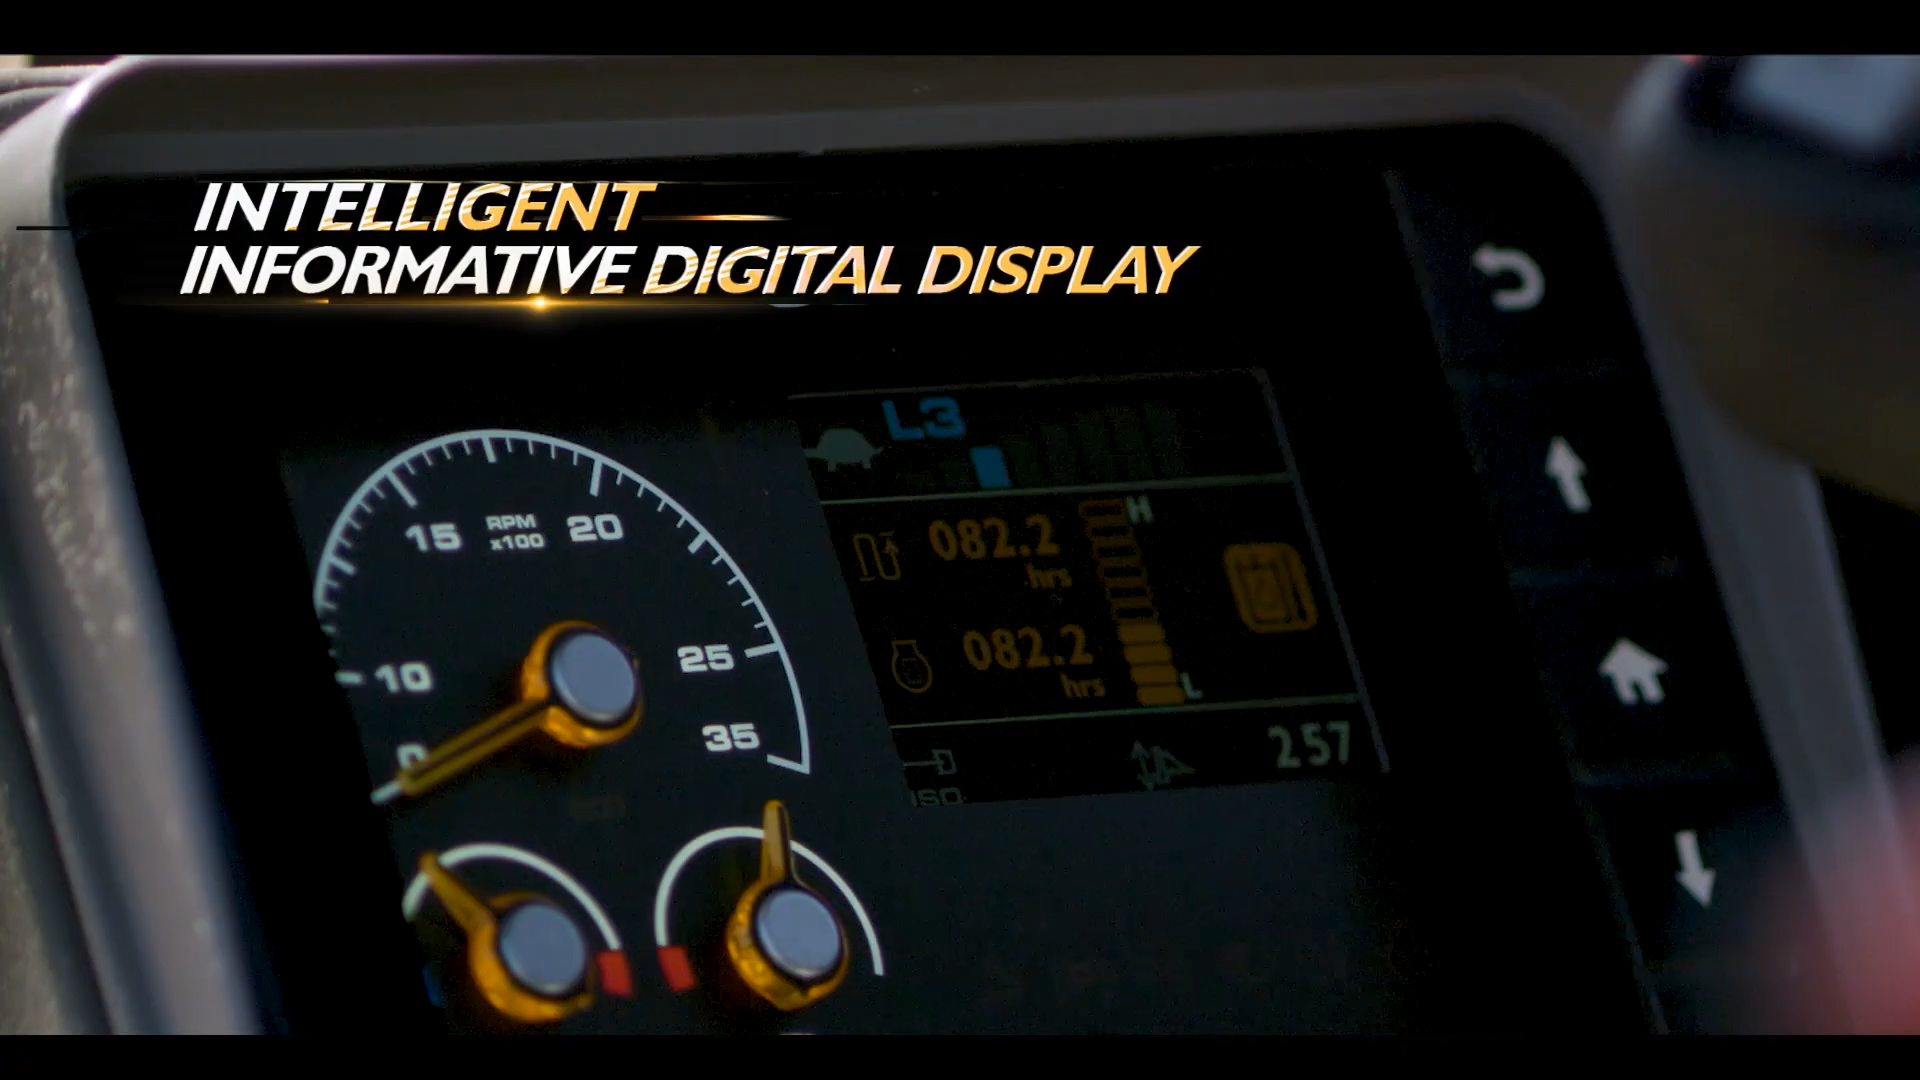 INTELLIGENT
INFORMATIVE DIGITAL DISPLAY
L3
15 RPM x100 20
082.2 hrs
H
10
25
082.2 hrs
L
0
35
257
ISO